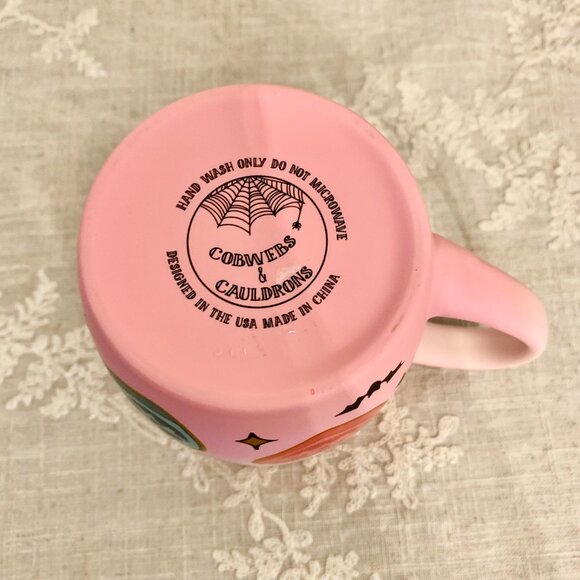 HAND WASH ONLY DO NOT MICROWAVE
COBWEBS
&
CAULDRONS
DESIGNED IN THE USA MADE IN CHINA